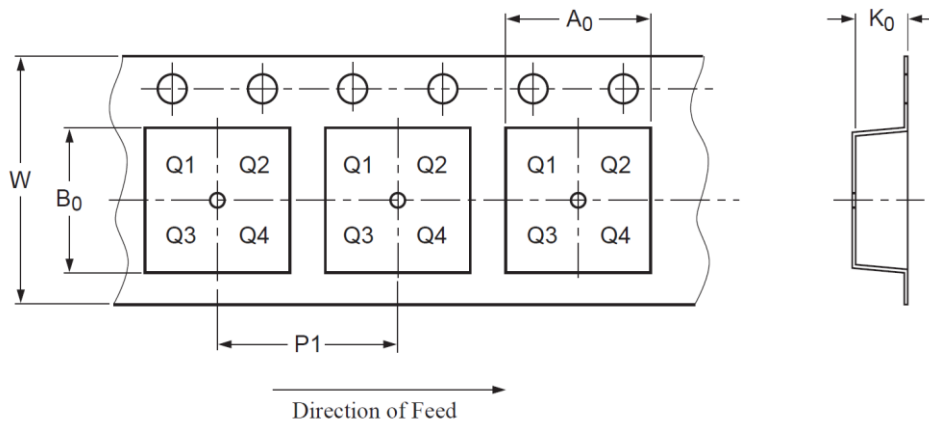 A0
K0
W
B0
Q1 Q2 Q1 Q2 Q1 Q2
Q3 Q4 Q3 Q4 Q3 Q4
P1
Direction of Feed